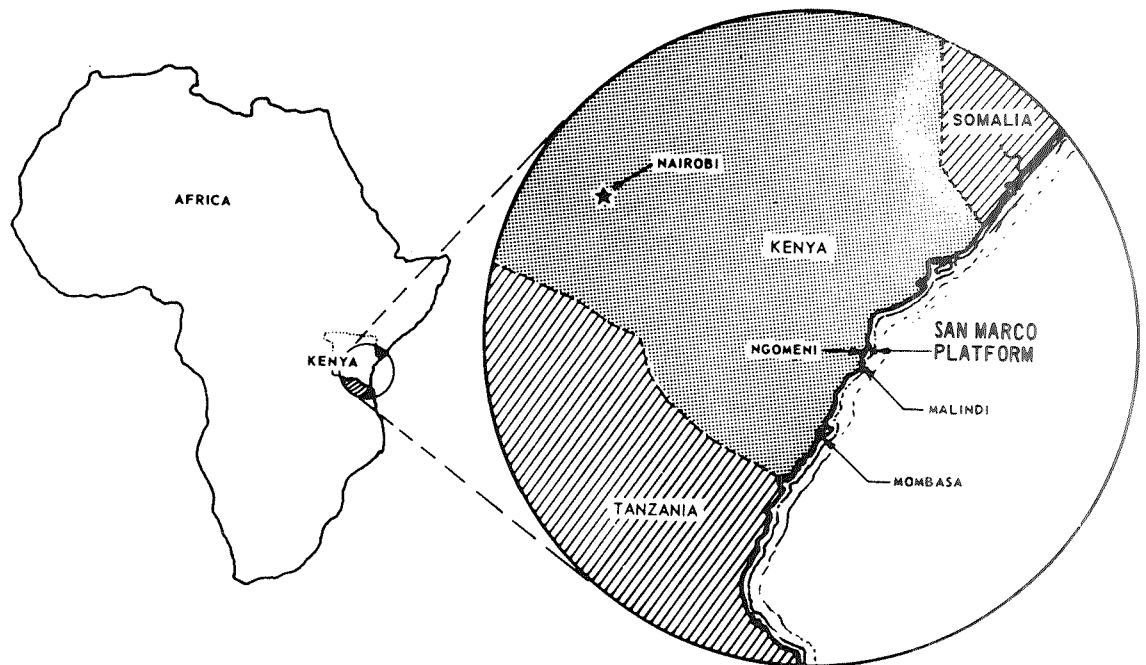 AFRICA
KENYA
SOMALIA
NAIROBI
KENYA
NGOMENI
SAN MARCO
PLATFORM
MALINDI
MOMBASA
TANZANIA